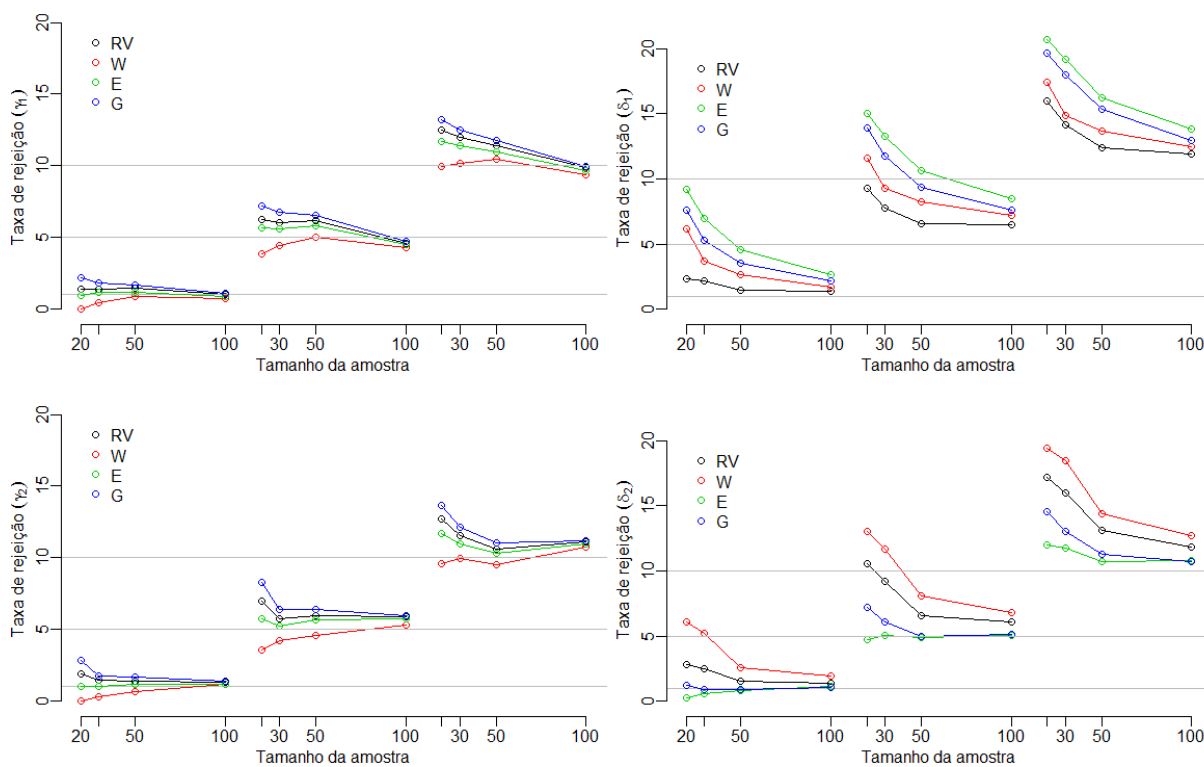 Taxa de rejeição (γ₁)
20
15
10
5
0
RV
W
E
G
20 50 100 30 50 100 30 50 100
Tamanho da amostra
Taxa de rejeição (δ₁)
20
15
10
5
0
RV
W
E
G
20 50 100 30 50 100 30 50 100
Tamanho da amostra
Taxa de rejeição (γ₂)
20
15
10
5
0
RV
W
E
G
20 50 100 30 50 100 30 50 100
Tamanho da amostra
Taxa de rejeição (δ₂)
20
15
10
5
0
RV
W
E
G
20 50 100 30 50 100 30 50 100
Tamanho da amostra